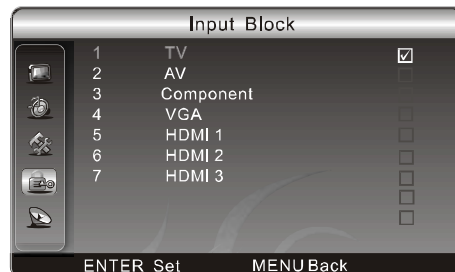 Input Block
1 TV
2 AV
3 Component
4 VGA
5 HDMI 1
6 HDMI 2
7 HDMI 3
ENTER Set MENU Back